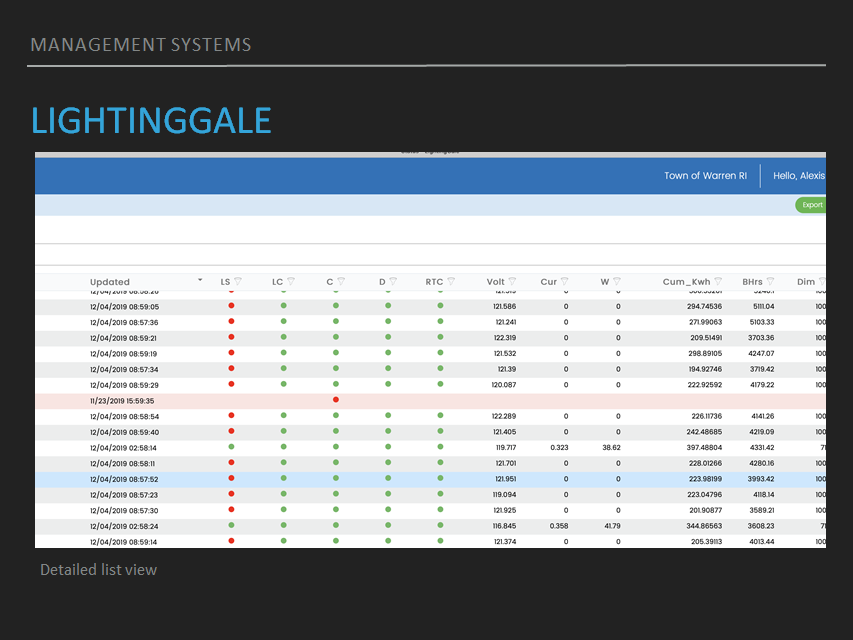 MANAGEMENT SYSTEMS
LIGHTINGGALE
Town of Warren RI Hello, Alexis
Export
Updated LS LC C D RTC Volt Cur W Cum_Kwh BHrs Dim
12/04/2019 08:59:05 121.586 0 0 294.74536 5111.04 100
12/04/2019 08:57:36 121.241 0 0 271.99063 5103.33 100
12/04/2019 08:59:21 122.319 0 0 209.51491 3703.36 100
12/04/2019 08:59:19 121.532 0 0 298.89105 4247.07 100
12/04/2019 08:57:34 121.39 0 0 194.92746 3719.42 100
12/04/2019 08:59:29 120.087 0 0 222.92592 4179.22 100
11/23/2019 15:59:35
12/04/2019 08:58:54 122.289 0 0 226.11736 4141.26 100
12/04/2019 08:59:40 121.405 0 0 242.48685 4219.09 100
12/04/2019 02:58:14 119.717 0.323 38.62 397.48804 4331.42 71
12/04/2019 08:58:11 121.701 0 0 228.01266 4280.16 100
12/04/2019 08:57:52 121.951 0 0 223.98199 3993.42 100
12/04/2019 08:57:23 119.094 0 0 223.04796 4118.14 100
12/04/2019 08:57:30 121.925 0 0 201.90877 3589.21 100
12/04/2019 02:58:24 116.845 0.358 41.79 344.86563 3608.23 71
12/04/2019 08:59:14 121.374 0 0 205.39113 4013.44 100
Detailed list view